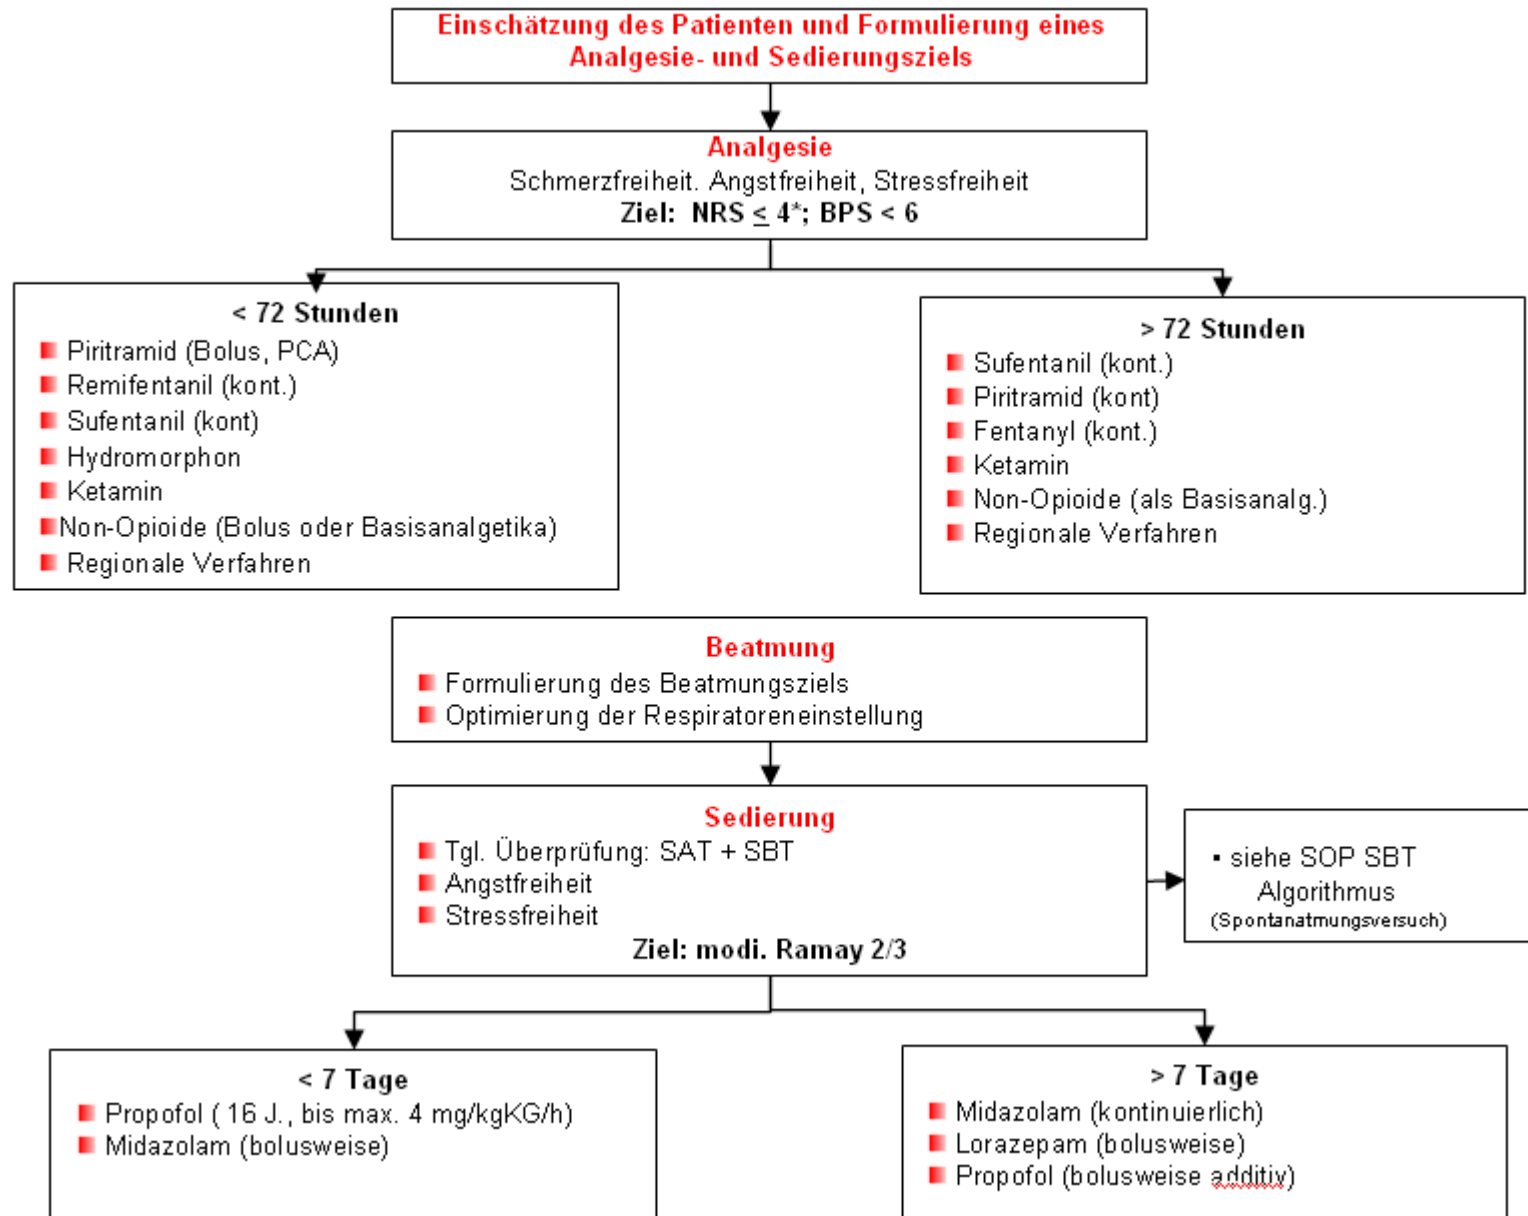 Einschätzung des Patienten und Formulierung eines
Analgesie- und Sedierungsziels
Analgesie
Schmerzfreiheit. Angstfreiheit, Stressfreiheit
Ziel: NRS ≤ 4*; BPS < 6
< 72 Stunden
Piritramid (Bolus, PCA)
Remifentanil (kont.)
Sufentanil (kont)
Hydromorphon
Ketamin
Non-Opioide (Bolus oder Basisanalgetika)
Regionale Verfahren
> 72 Stunden
Sufentanil (kont.)
Piritramid (kont)
Fentanyl (kont.)
Ketamin
Non-Opioide (als Basisanalg.)
Regionale Verfahren
Beatmung
Formulierung des Beatmungsziels
Optimierung der Respiratoreneinstellung
Sedierung
Tgl. Überprüfung: SAT + SBT
Angstfreiheit
Stressfreiheit
Ziel: modi. Ramay 2/3
▪ siehe SOP SBT
Algorithmus
(Spontanatmungsversuch)
< 7 Tage
Propofol ( 16 J., bis max. 4 mg/kgKG/h)
Midazolam (bolusweise)
> 7 Tage
Midazolam (kontinuierlich)
Lorazepam (bolusweise)
Propofol (bolusweise additiv)